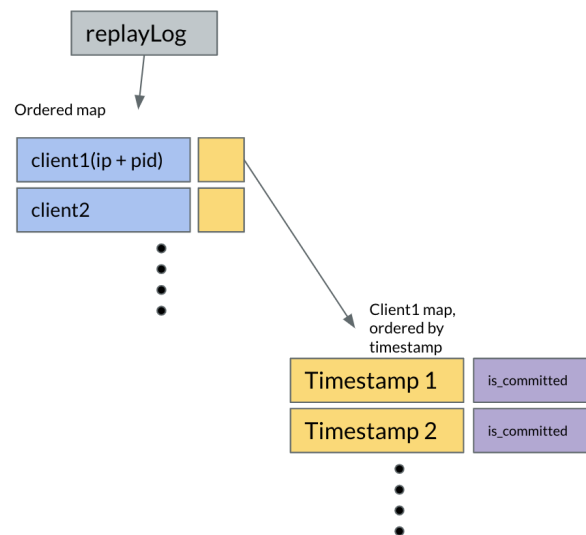 replayLog
Ordered map
client1(ip + pid)
client2
Client1 map,
ordered by
timestamp
Timestamp 1
is_committed
Timestamp 2
is_committed